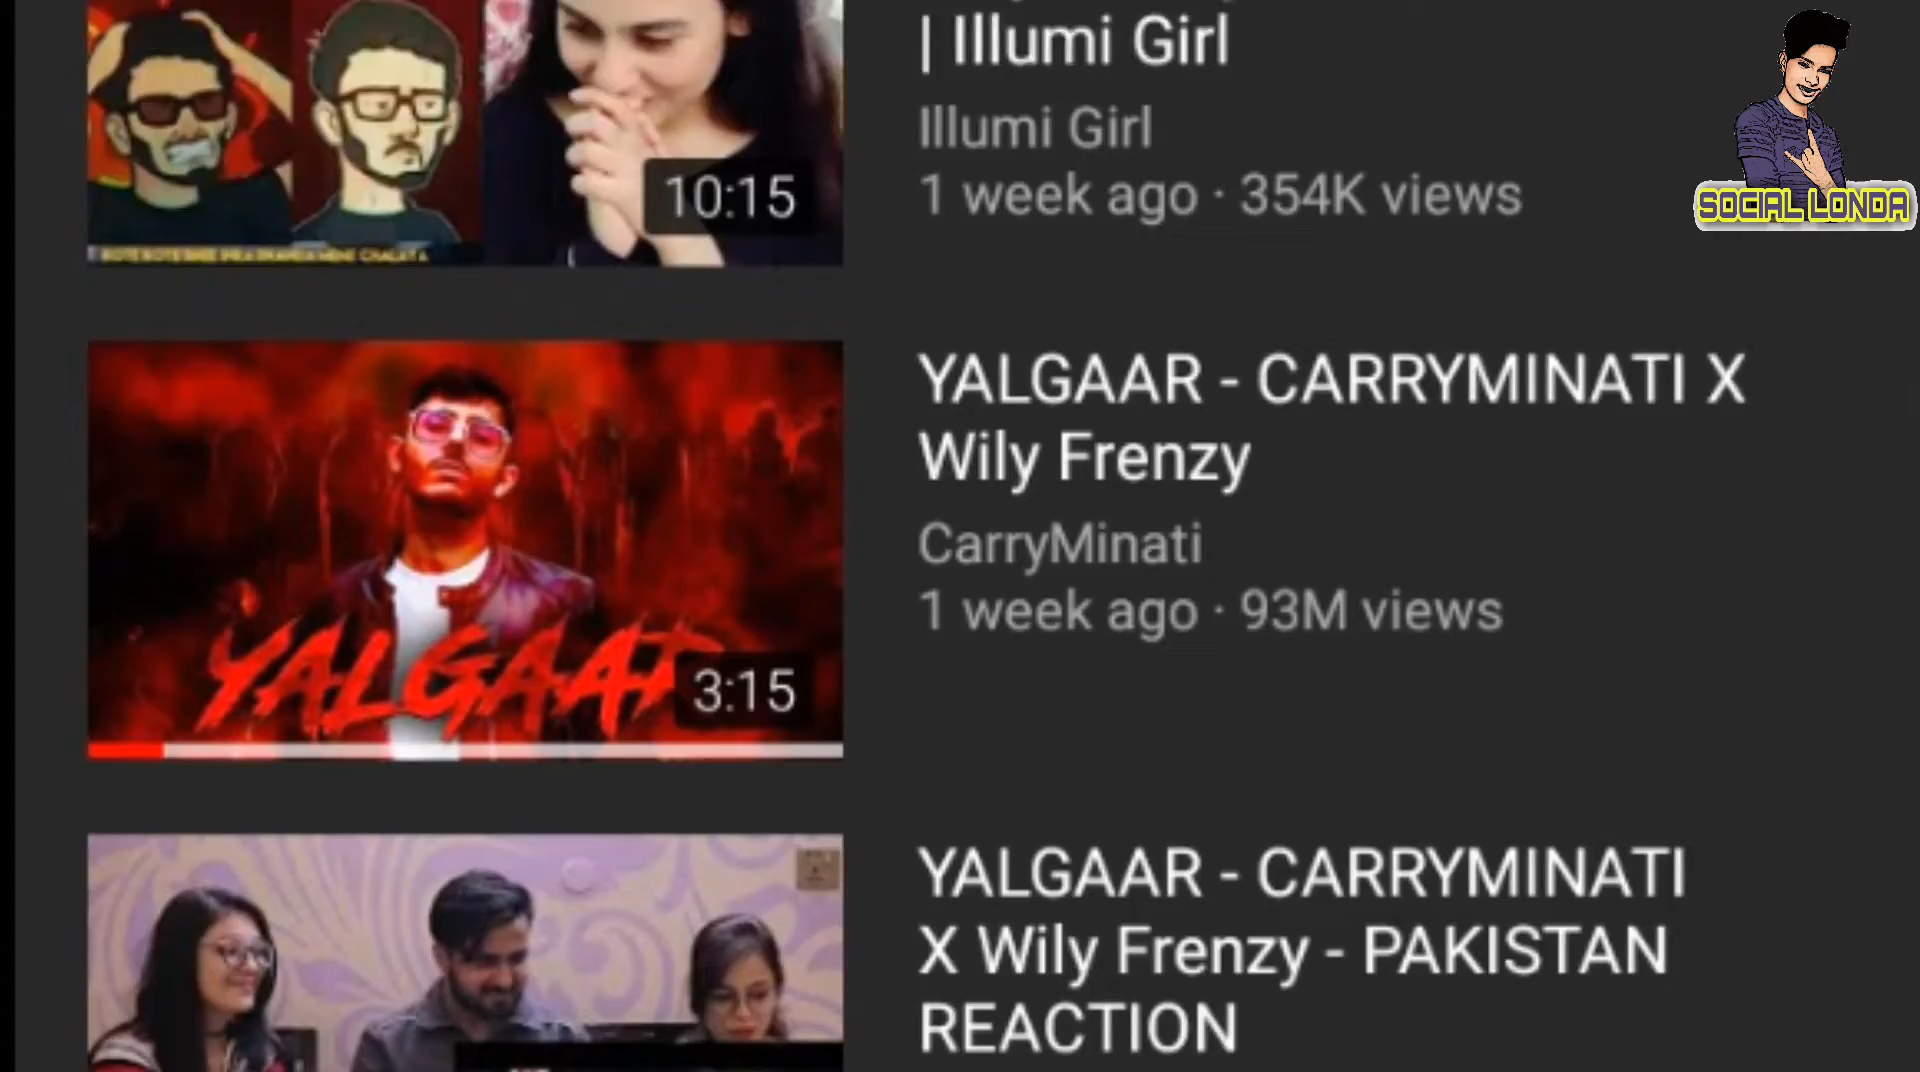 | Illumi Girl
Illumi Girl
1 week ago · 354K views
10:15
SOCIAL LONDA
YALGAAR - CARRYMINATI X
Wily Frenzy
CarryMinati
1 week ago · 93M views
YALGAAR
3:15
YALGAAR - CARRYMINATI
X Wily Frenzy - PAKISTAN
REACTION